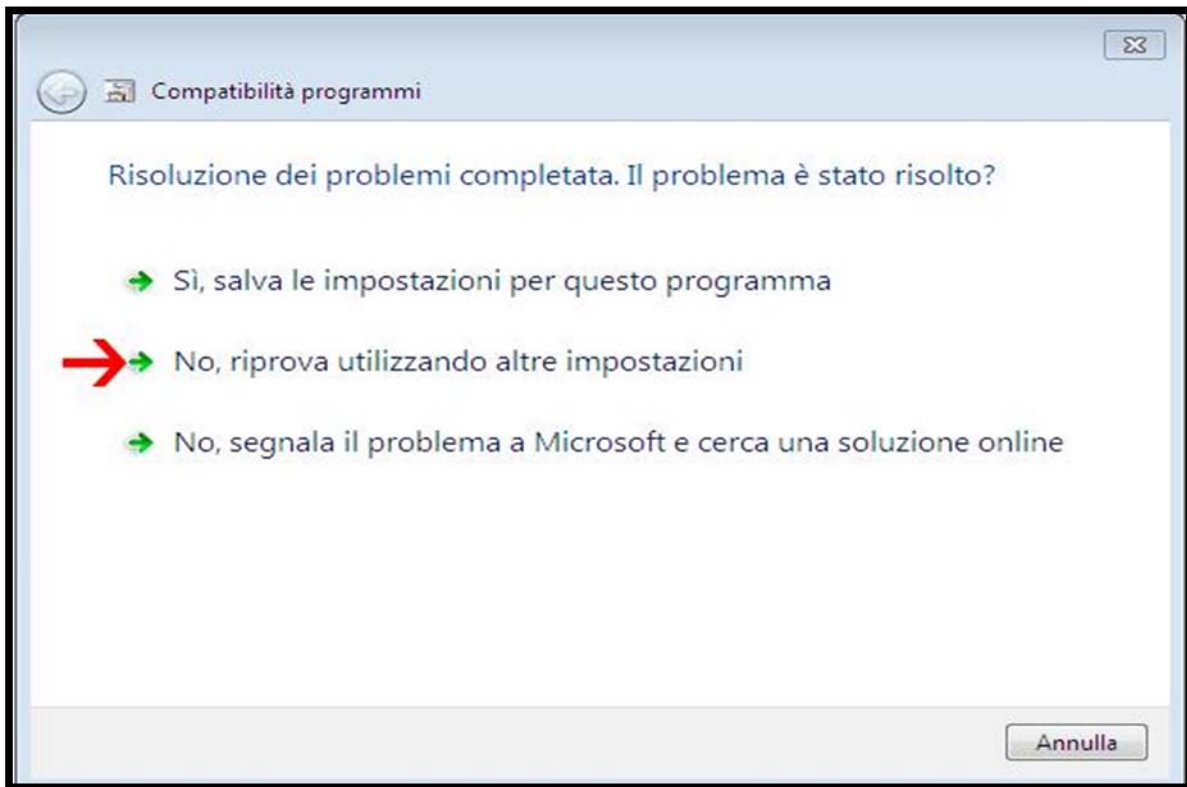 Compatibilità programmi
Risoluzione dei problemi completata. Il problema è stato risolto?
Sì, salva le impostazioni per questo programma
No, riprova utilizzando altre impostazioni
No, segnala il problema a Microsoft e cerca una soluzione online
Annulla